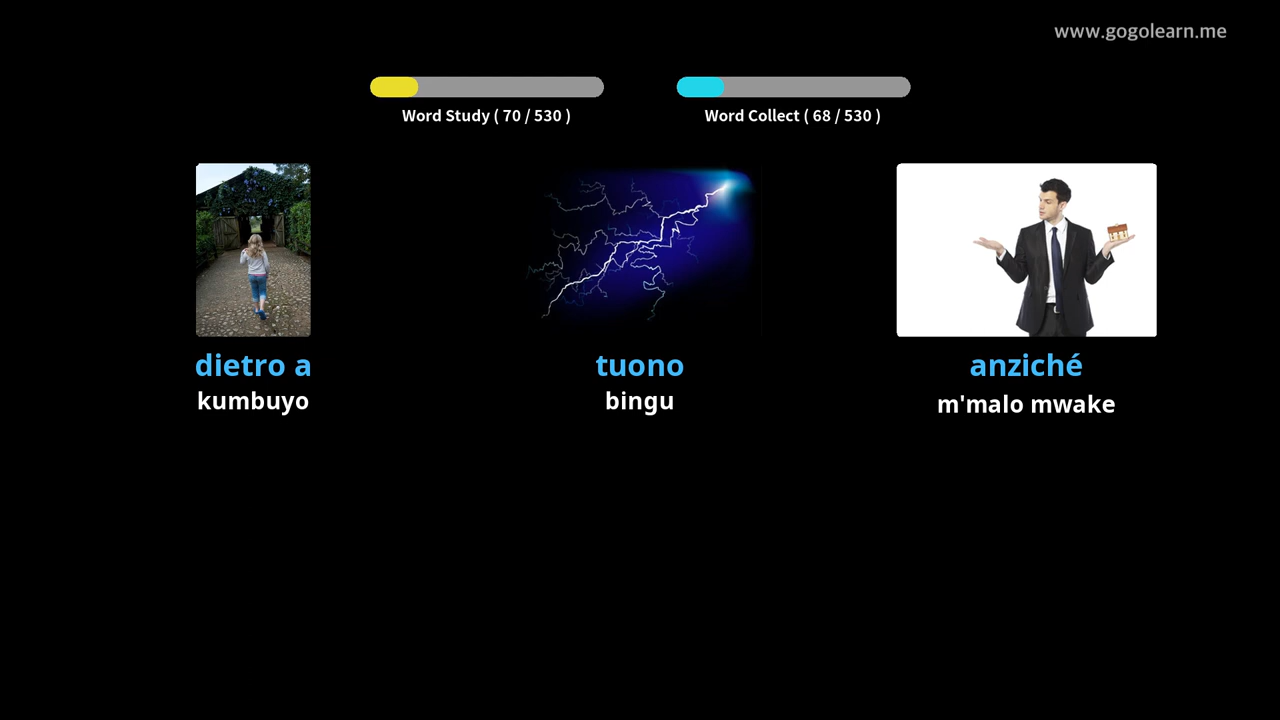 www.gogolearn.me
Word Study ( 70 / 530 )
Word Collect ( 68 / 530 )
dietro a
kumbuyo
tuono
bingu
anziché
m'malo mwake